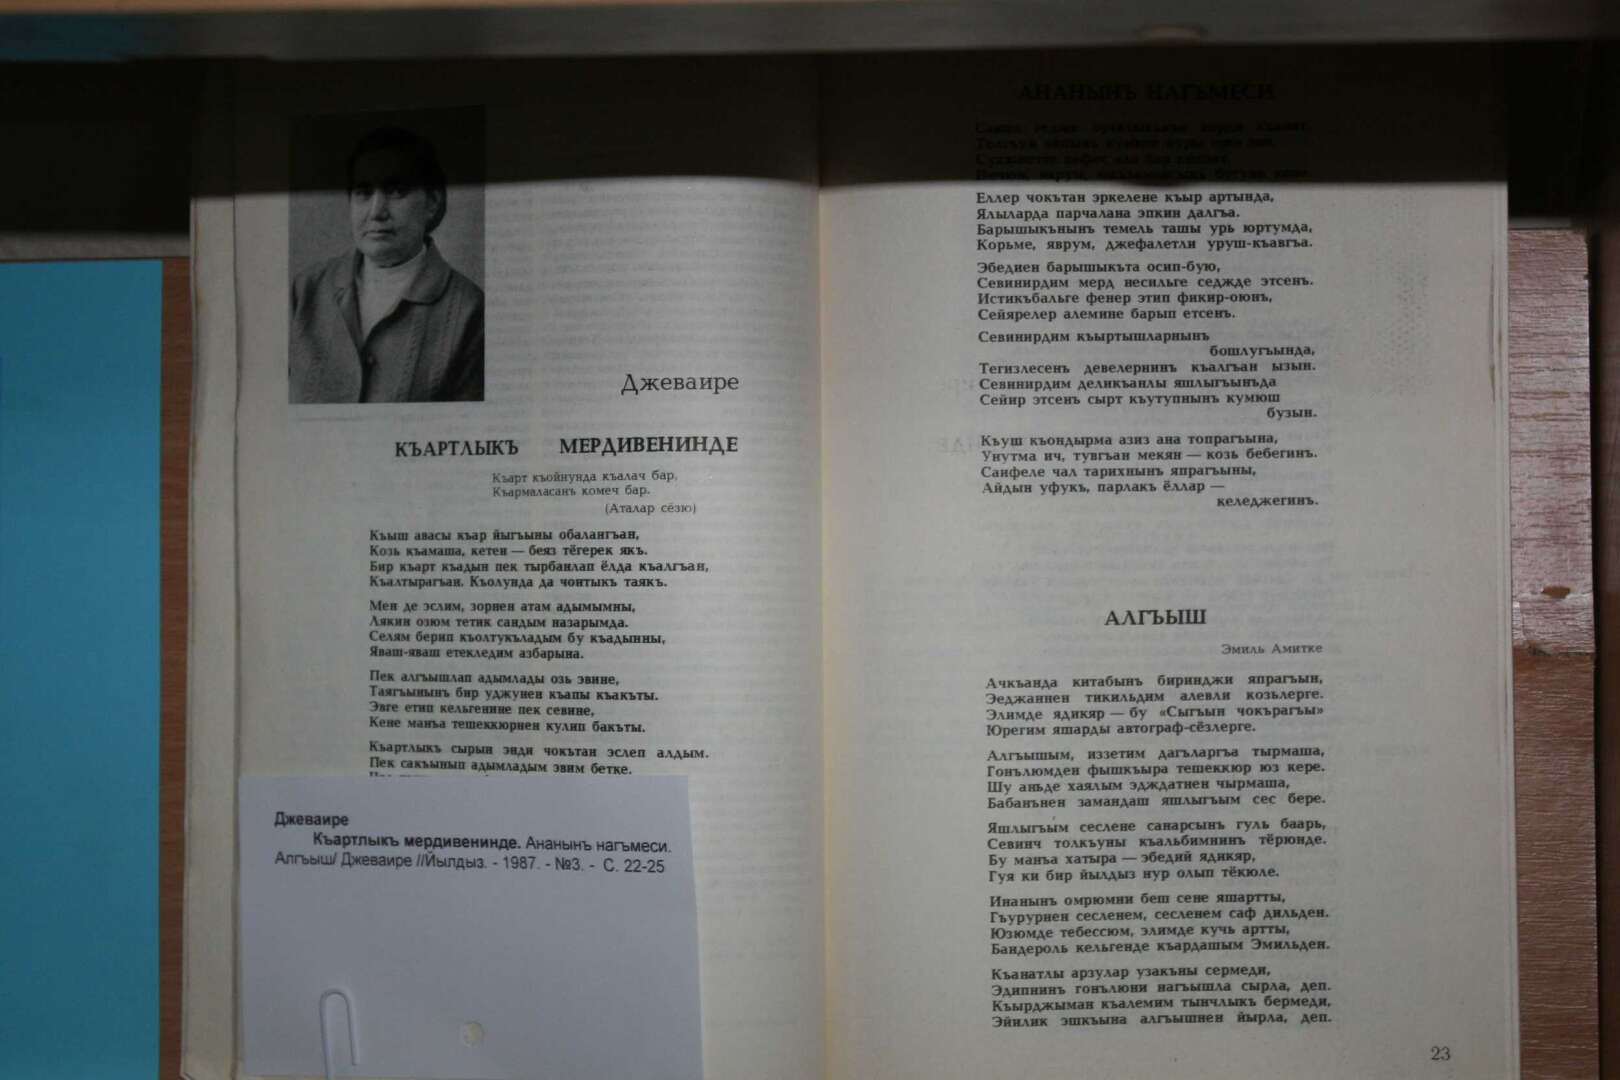 Джеваире
КЪАРТЛЫКЪ МЕРДИВЕНИНДЕ
Къарт къойнунда къалач бар,
Къармаласанъ комеч бар.
(Аталар сёзю)
Къыш авасы къар йыгъыны обалангъан,
Козь къамаша, кетен — беяз тёгерек якъ.
Бир къарт къадын пек тырбанлап ёлда къалгъан,
Къалтырагъан. Къолунда да чонтыкъ таякъ.
Мен де эслим, зорнен атам адымымны,
Лякин озюм тетик сандым назарымда.
Селям берип къолтукъладым бу къадынны,
Яваш-яваш етекледим азбарына.
Пек алгъышлап адымлады озь эвине,
Таягъынынъ бир уджунен къапы къакъты.
Эвге етип кельгенине пек севине,
Кене манъа тешеккюрнен кулип бакъты.
Къартлыкъ сырын энди чокътан эслеп алдым.
Пек сакъынып адымладым эвим бетке.
Джеваире
Къартлыкъ мердивенинде. Ананынъ нагъмеси.
Алгъыш/ Джеваире //Йылдыз. - 1987. - №3. - С. 22-25
АНАНЫНЪ НАГЪМЕСИ
Еллер чокътан эркелене къыр артында,
Ялыларда парчалана эпкин далгъа.
Барышыкънынъ темель ташы урь юртумда,
Корьме, яврум, джефалетли уруш-къавгъа.
Эбедиен барышыкъта осип-бую,
Севинирдим мерд несильге седжде этсенъ.
Истикъбальге фенер этип фикир-оюнъ,
Сейярелер алемине барып етсенъ.
Севинирдим къыртышларнынъ
бошлугъында,
Тегизлесенъ девелернинъ къалгъан ызын.
Севинирдим деликъанлы яшлыгъынъда
Сейир этсенъ сырт къутупнынъ кумюш
бузын.
Къуш къондырма азиз ана топрагъына,
Унутма ич, тувгъан мекян — козь бебегинъ.
Саифеле чал тарихнынъ япрагъыны,
Айдын уфукъ, парлакъ ёллар —
келеджегинъ.
АЛГЪЫШ
Эмиль Амитке
Ачкъанда китабынъ биринджи япрагъын,
Эеджаннен тикильдим алевли козьлерге.
Элимде ядикяр — бу «Сыгъын чокърагъы»
Юрегим яшарды автограф-сёзлерге.
Алгъышым, иззетим дагъларгъа тырмаша,
Гонълюмден фышкъыра тешеккюр юз кере.
Шу аньде хаялым эдждатнен чырмаша,
Бабанънен замандаш яшлыгъым сес бере.
Яшлыгъым сеслене санарсынъ гуль баарь,
Севинч толкъуны къальбимнинъ тёрюнде.
Бу манъа хатыра — эбедий ядикяр,
Гуя ки бир йылдыз нур олып тёкюле.
Инанынъ омрюмни беш сене яшартты,
Гъурурнен сесленем, сесленем саф дильден.
Юзюмде тебессюм, элимде кучь артты,
Бандероль кельгенде къардашым Эмильден.
Къанатлы арзулар узакъны сермеди,
Эдипнинъ гонълюни нагъышла сырла, деп.
Къырджыман къалемим тынчлыкъ бермеди,
Эйилик эшкъына алгъышнен йырла, деп.
23